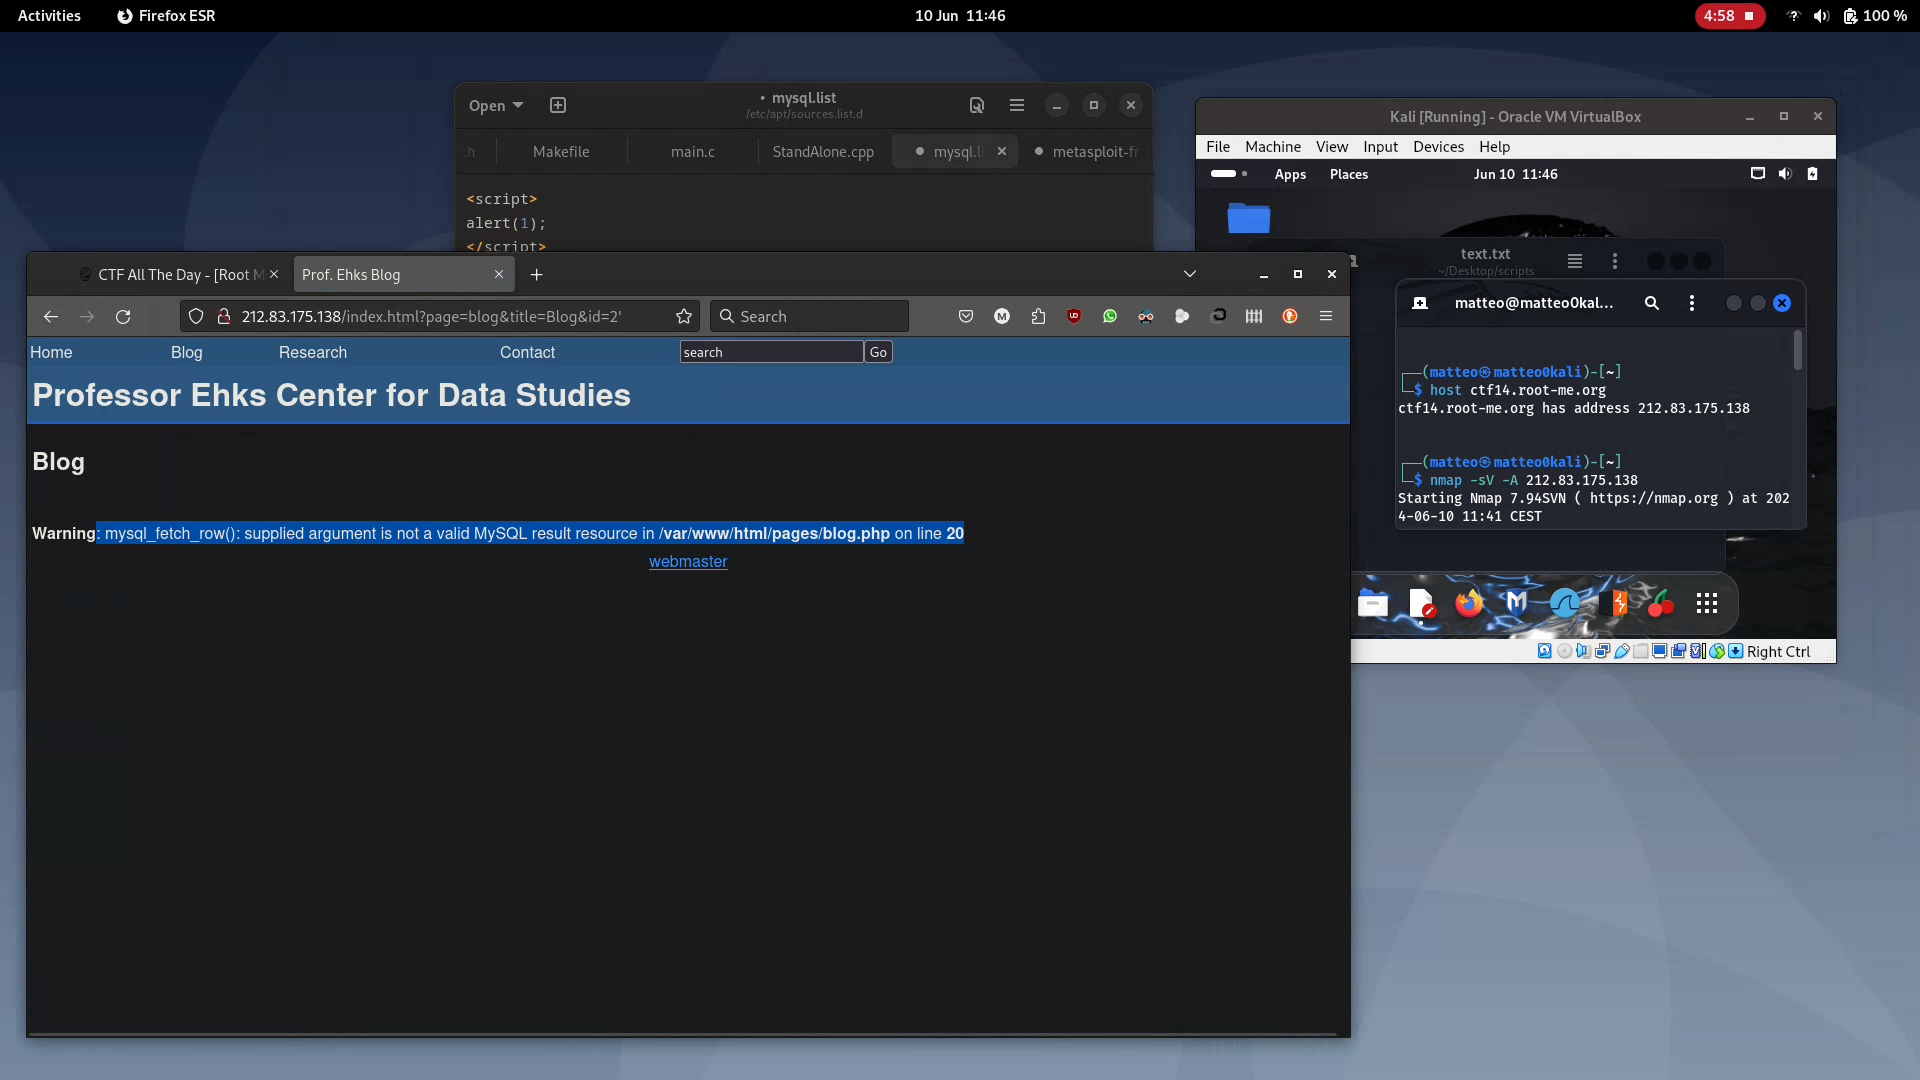 Activities
Firefox ESR
10 Jun 11:46
4:58
100 %
Open
• mysql.list
/etc/apt/sources.list.d
.h
Makefile
main.c
StandAlone.cpp
mysql.li
metasploit-fr
<script>
alert(1);
</script>
Kali [Running] - Oracle VM VirtualBox
File Machine View Input Devices Help
Apps Places
Jun 10 11:46
text.txt
~/Desktop/scripts
matteo@matteo0kal...
┌──(matteo㉿matteo0kali)-[~]
└─$ host ctf14.root-me.org
ctf14.root-me.org has address 212.83.175.138
┌──(matteo㉿matteo0kali)-[~]
└─$ nmap -sV -A 212.83.175.138
Starting Nmap 7.94SVN ( https://nmap.org ) at 202
4-06-10 11:41 CEST
Right Ctrl
CTF All The Day - [Root M
Prof. Ehks Blog
212.83.175.138/index.html?page=blog&title=Blog&id=2'
Search
Home Blog Research Contact
search
Go
Professor Ehks Center for Data Studies
Blog
Warning: mysql_fetch_row(): supplied argument is not a valid MySQL result resource in /var/www/html/pages/blog.php on line 20
webmaster